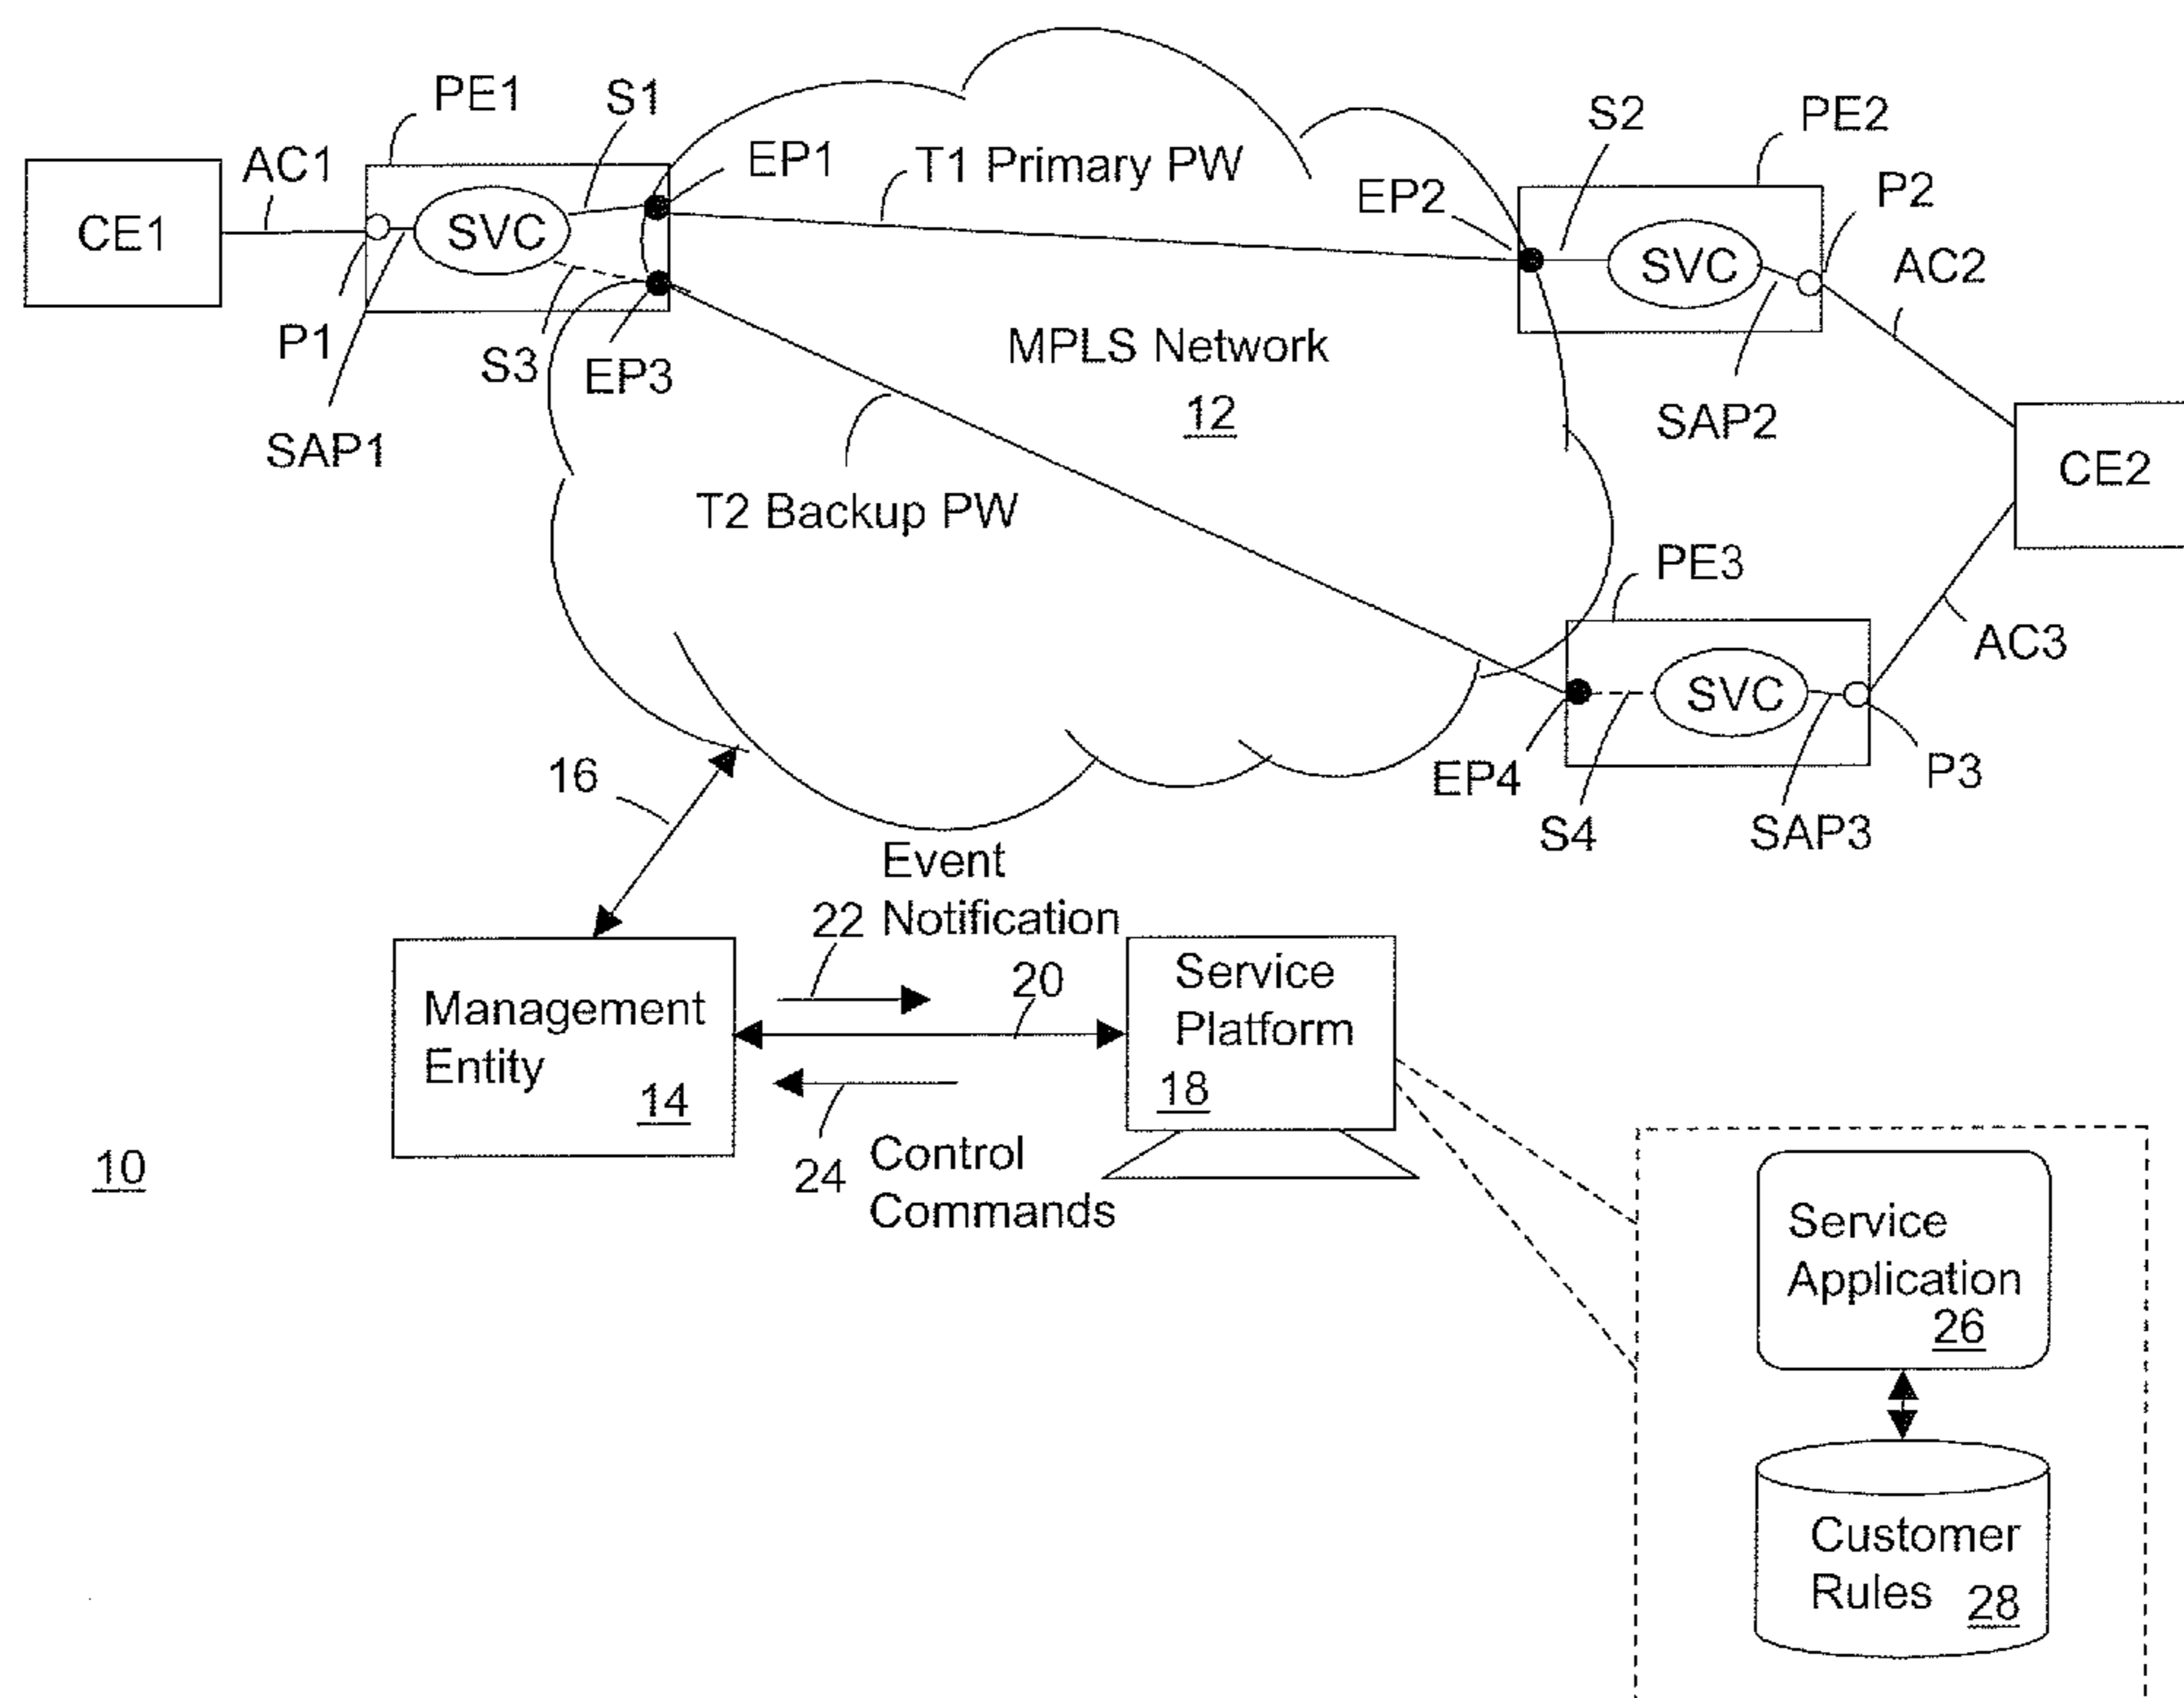 PE1
S1
S2
PE2
AC1
EP1
T1 Primary PW
EP2
P2
CE1
SVC
SVC
AC2
P1
S3
EP3
MPLS Network
12
SAP1
SAP2
CE2
T2 Backup PW
PE3
AC3
SVC
16
EP4
P3
S4
SAP3
Event
22 Notification
20
Management
Entity
14
Service
Platform
18
24
Control
Commands
10
Service
Application
26
Customer
Rules 28